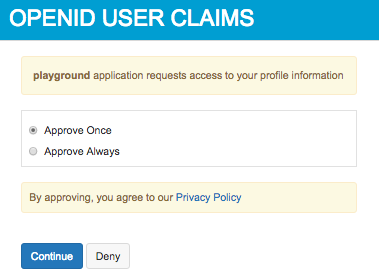 OPENID USER CLAIMS
playground application requests access to your profile information
Approve Once
Approve Always
By approving, you agree to our Privacy Policy
Continue Deny